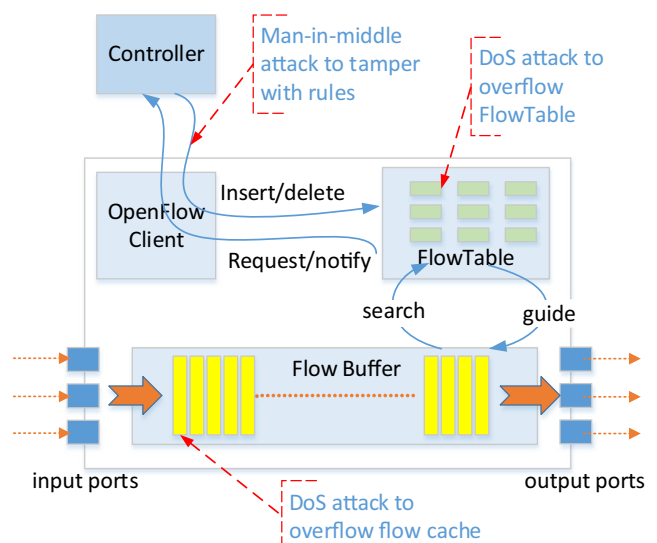 Controller
Man-in-middle
attack to tamper
with rules
DoS attack to
overflow
FlowTable
OpenFlow
Client
Insert/delete
Request/notify
FlowTable
search
guide
Flow Buffer
input ports
output ports
DoS attack to
overflow flow cache